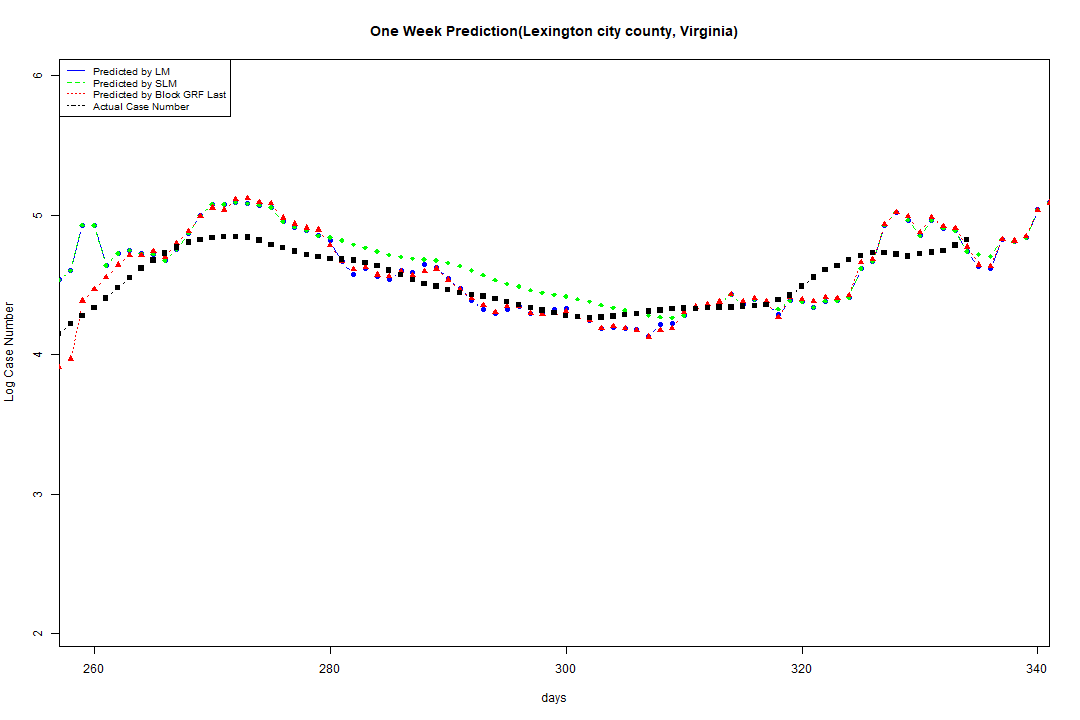 One Week Prediction(Lexington city county, Virginia)
Predicted by LM
Predicted by SLM
Predicted by Block GRF Last
Actual Case Number
6
5
4
3
2
Log Case Number
260 280 300 320 340
days